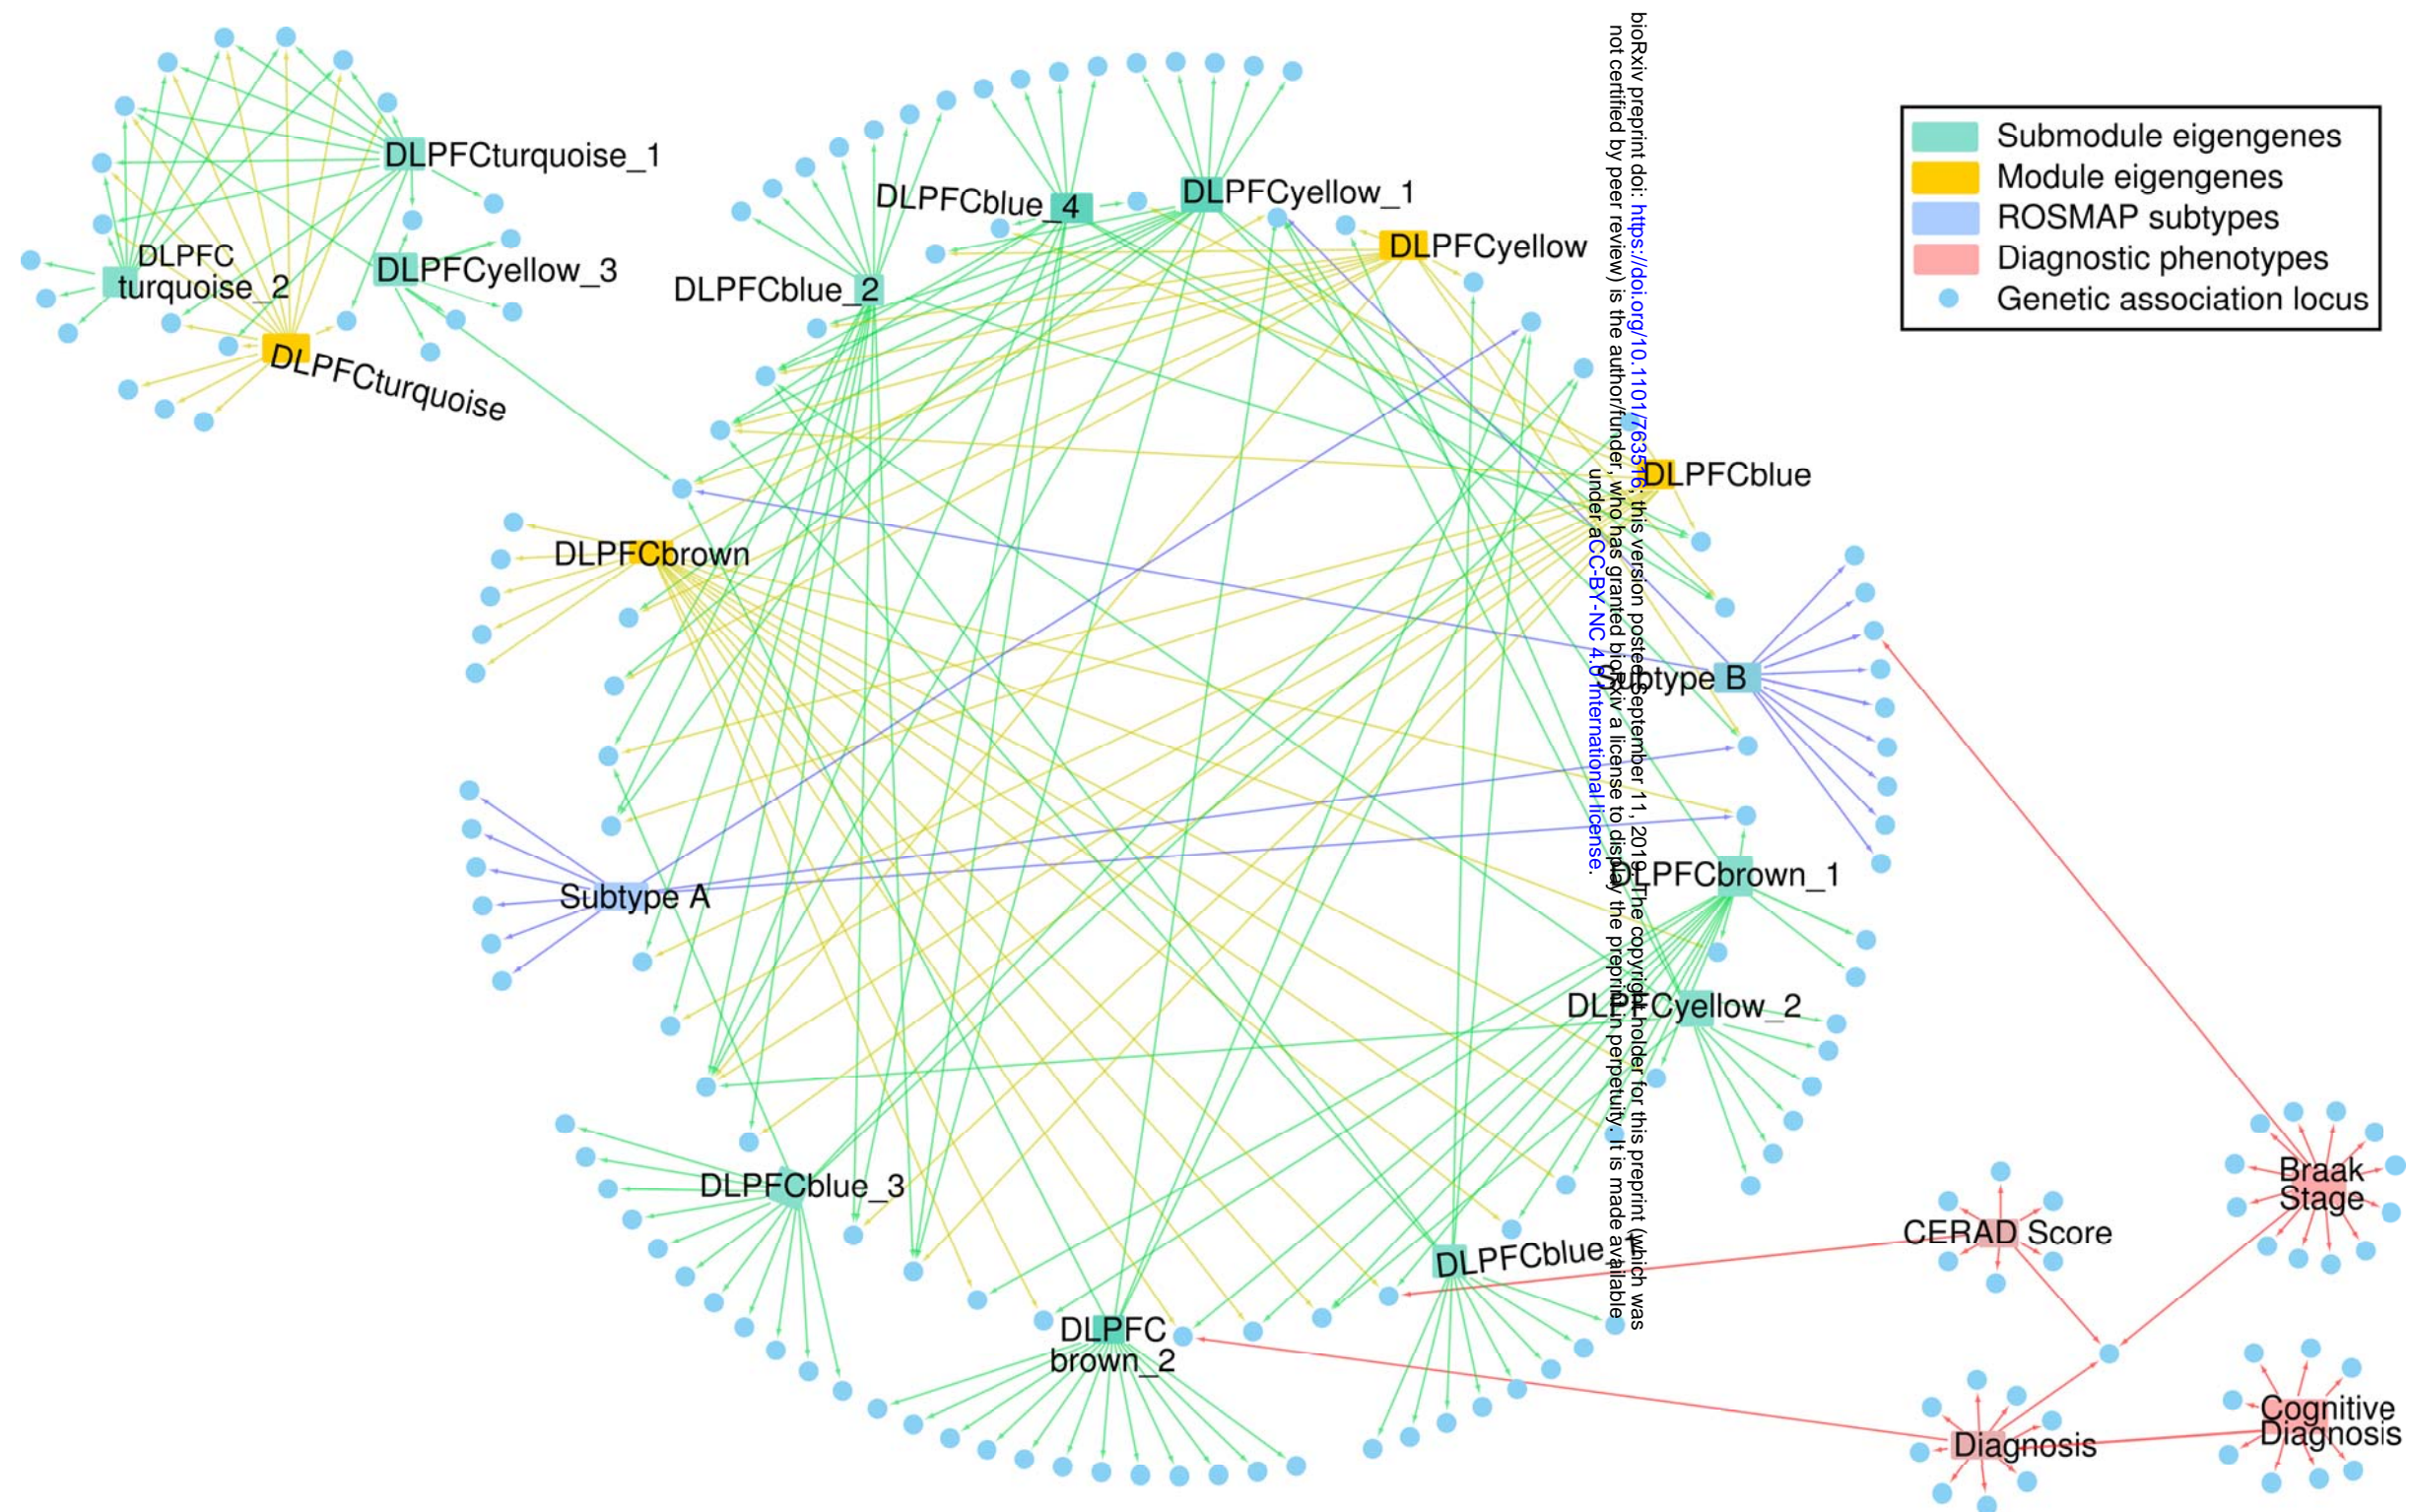 bioRxiv preprint doi: https://doi.org/10.1101/763516; this version posted September 11, 2019. The copyright holder for this preprint (which was
not certified by peer review) is the author/funder, who has granted bioRxiv a license to display the preprint in perpetuity. It is made available
under aCC-BY-NC 4.0 International license.
Submodule eigengenes
Module eigengenes
ROSMAP subtypes
Diagnostic phenotypes
Genetic association locus
DLPFCturquoise_1
DLPFCblue_4
DLPFCyellow_1
DLPFCyellow
DLPFC
turquoise_2
DLPFCyellow_3
DLPFCblue_2
DLPFCturquoise
DLPFCblue
DLPFCbrown
Subtype B
DLPFCbrown_1
Subtype A
DLPFCyellow_2
DLPFCblue_3
Braak
Stage
CERAD Score
DLPFCblue_1
DLPFC
brown_2
Cognitive
Diagnosis
Diagnosis